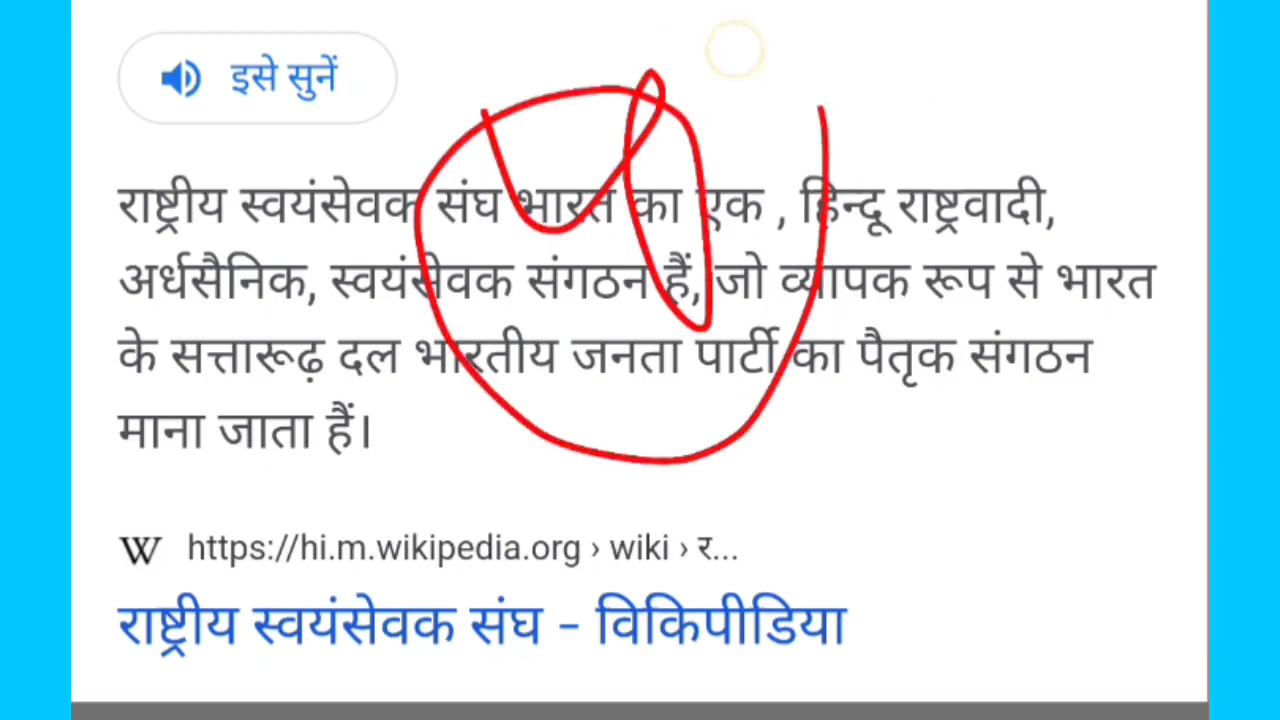 इसे सुनें
राष्ट्रीय स्वयंसेवक संघ भारत का एक , हिन्दू राष्ट्रवादी,
अर्धसैनिक, स्वयंसेवक संगठन हैं, जो व्यापक रूप से भारत
के सत्तारूढ़ दल भारतीय जनता पार्टी का पैतृक संगठन
माना जाता हैं।
W https://hi.m.wikipedia.org › wiki › र...
राष्ट्रीय स्वयंसेवक संघ - विकिपीडिया